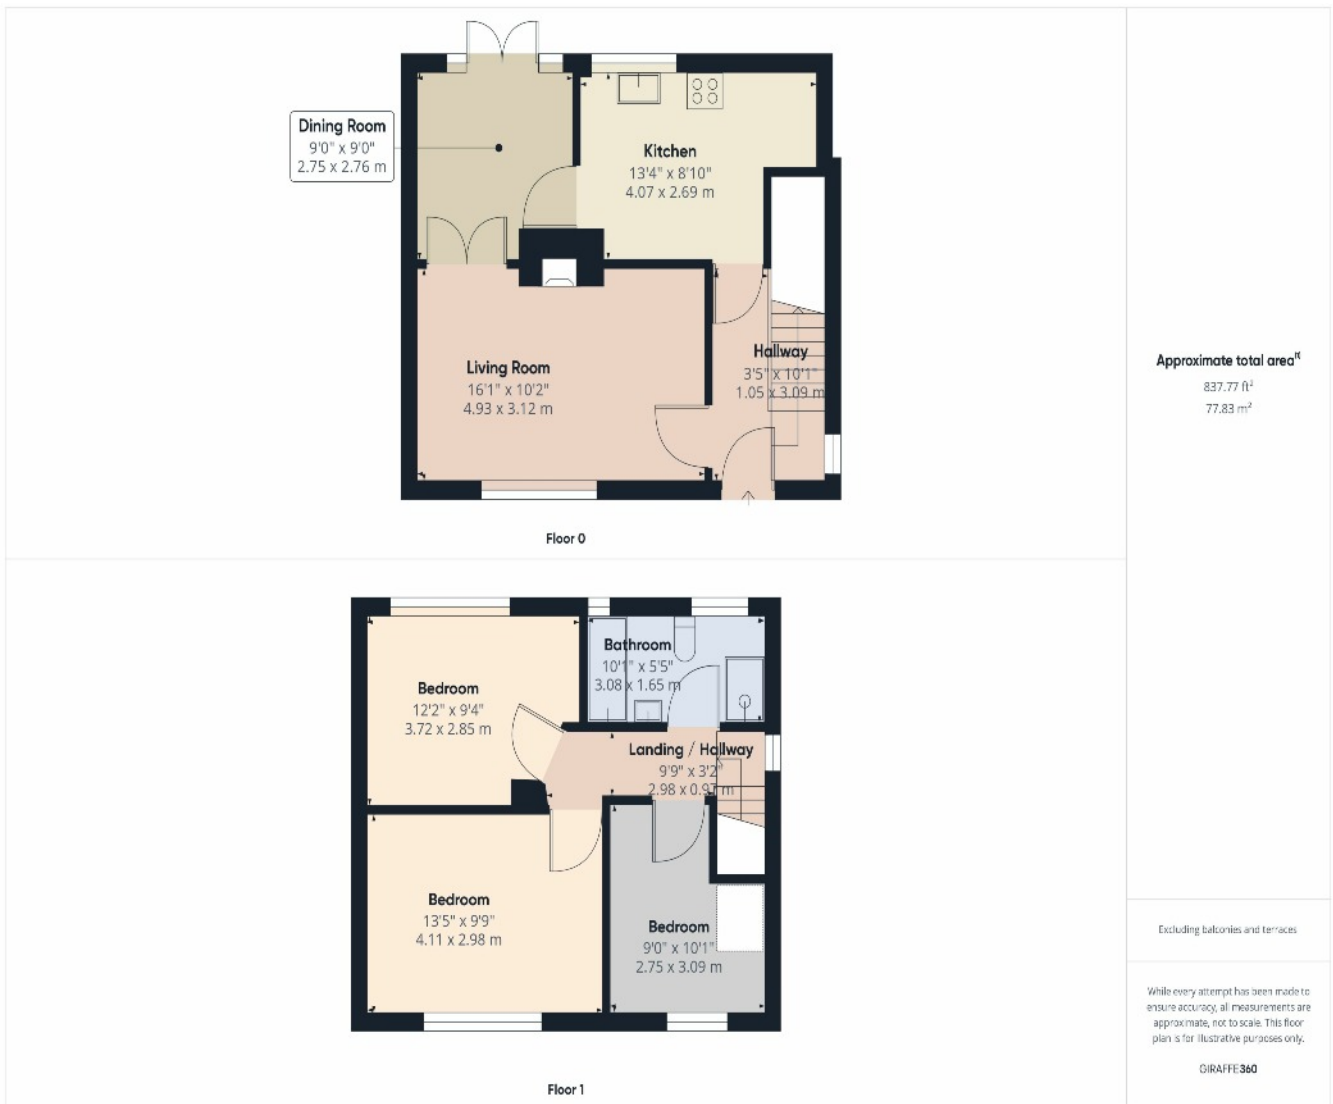 Dining Room
9'0" x 9'0"
2.75 x 2.76 m
Kitchen
13'4" x 8'10"
4.07 x 2.69 m
Living Room
16'1" x 10'2"
4.93 x 3.12 m
Hallway
3'5" x 10'1"
1.05 x 3.09 m
Floor 0
Bedroom
12'2" x 9'4"
3.72 x 2.85 m
Bathroom
10'1" x 5'5"
3.08 x 1.65 m
Landing / Hallway
9'9" x 3'2"
2.98 x 0.97 m
Bedroom
13'5" x 9'9"
4.11 x 2.98 m
Bedroom
9'0" x 10'1"
2.75 x 3.09 m
Floor 1
Approximate total area⁽¹⁾
837.77 ft²
77.83 m²
Excluding balconies and terraces
While every attempt has been made to
ensure accuracy, all measurements are
approximate, not to scale. This floor
plan is for illustrative purposes only.
GIRAFFE360